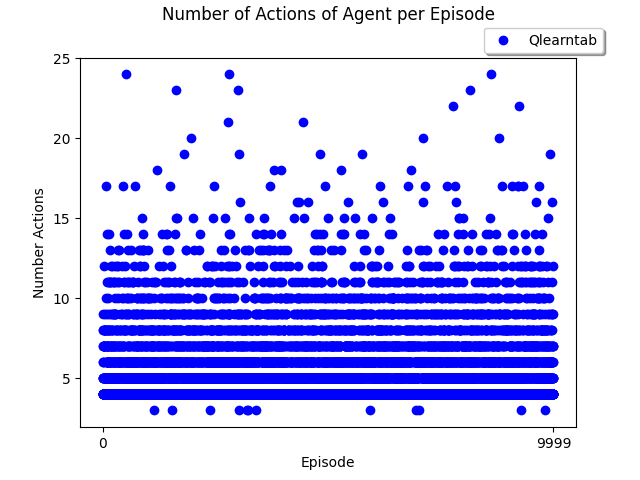 Number of Actions of Agent per Episode
Qlearntab
25
20
15
10
5
Number Actions
0 9999
Episode